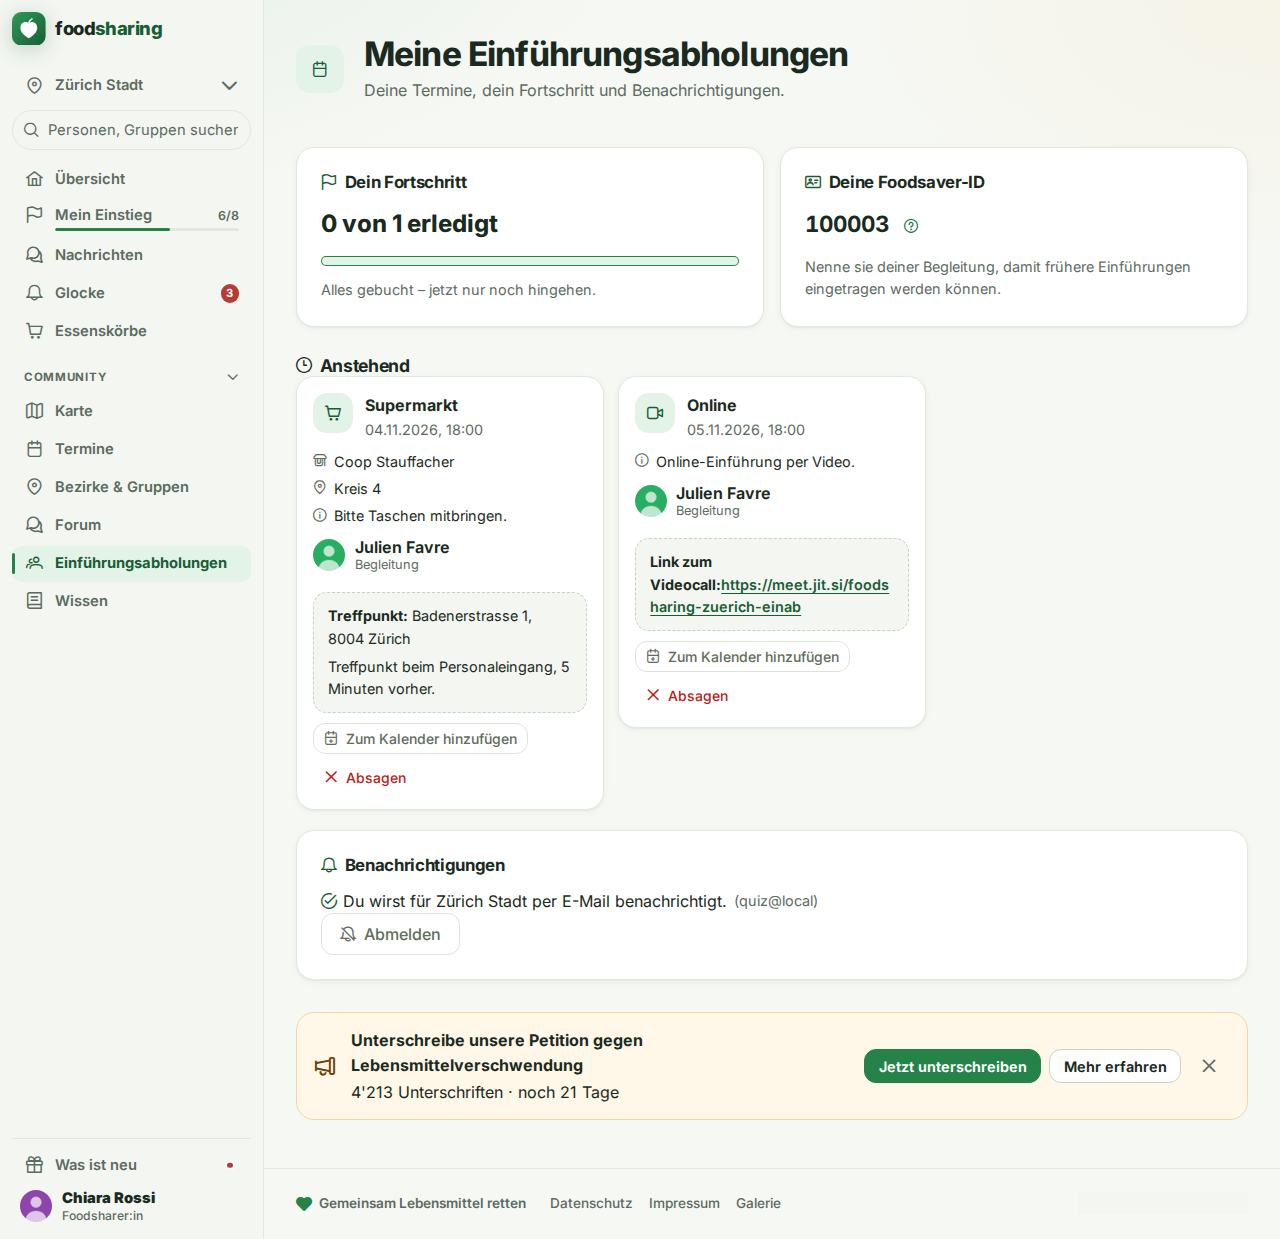 foodsharing
Zürich Stadt
Personen, Gruppen sucher
Übersicht
Mein Einstieg 6/8
Nachrichten
Glocke 3
Essenskörbe
COMMUNITY
Karte
Termine
Bezirke & Gruppen
Forum
Einführungsabholungen
Wissen
Was ist neu
Chiara Rossi
Foodsharer:in
Meine Einführungsabholungen
Deine Termine, dein Fortschritt und Benachrichtigungen.
Dein Fortschritt
0 von 1 erledigt
Alles gebucht – jetzt nur noch hingehen.
Deine Foodsaver-ID
100003
Nenne sie deiner Begleitung, damit frühere Einführungen
eingetragen werden können.
Anstehend
Supermarkt
04.11.2026, 18:00
Coop Stauffacher
Kreis 4
Bitte Taschen mitbringen.
Julien Favre
Begleitung
Treffpunkt: Badenerstrasse 1,
8004 Zürich
Treffpunkt beim Personaleingang, 5
Minuten vorher.
Zum Kalender hinzufügen
Absagen
Online
05.11.2026, 18:00
Online-Einführung per Video.
Julien Favre
Begleitung
Link zum
Videocall:https://meet.jit.si/foods
haring-zuerich-einab
Zum Kalender hinzufügen
Absagen
Benachrichtigungen
Du wirst für Zürich Stadt per E-Mail benachrichtigt. (quiz@local)
Abmelden
Unterschreibe unsere Petition gegen
Lebensmittelverschwendung
4'213 Unterschriften · noch 21 Tage
Jetzt unterschreiben
Mehr erfahren
Gemeinsam Lebensmittel retten
Datenschutz
Impressum
Galerie